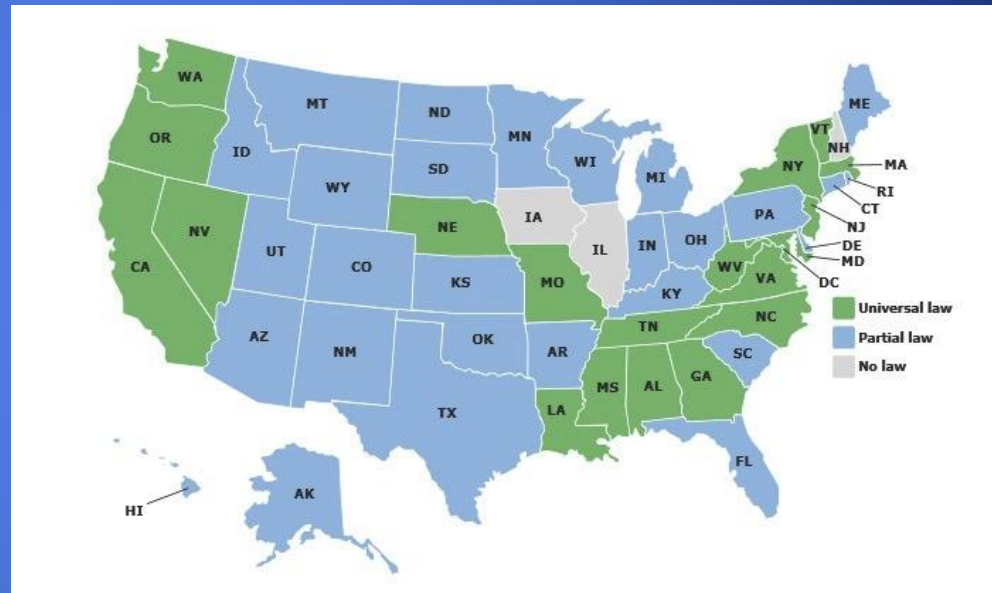 WA
MT
ND
MN
ME
VT
NH
OR
ID
SD
WI
MI
NY
MA
RI
CT
WY
NV
UT
CO
NE
IA
IL
IN
OH
PA
NJ
DE
MD
DC
CA
KS
MO
KY
WV
VA
AZ
NM
OK
AR
TN
NC
SC
TX
LA
MS
AL
GA
FL
HI
AK
Universal law
Partial law
No law